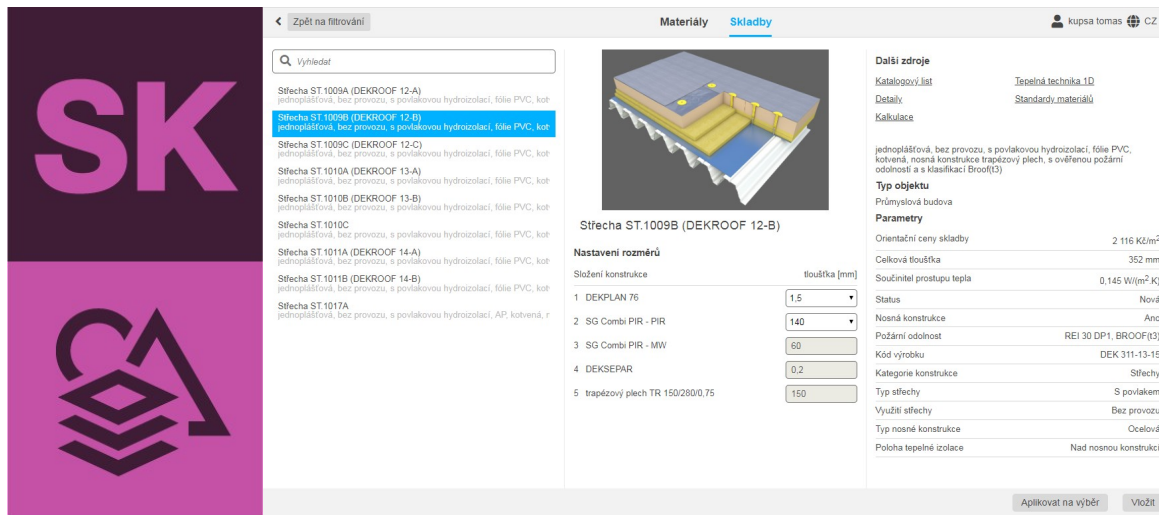 SK
Zpět na filtrování
Materiály
Skladby
kupsa tomas
CZ
Vyhledat
Střecha ST.1009A (DEKROOF 12-A)
jednoplášťová, bez provozu, s povlakovou hydroizolací, fólie PVC, kot
Střecha ST.1009B (DEKROOF 12-B)
jednoplášťová, bez provozu, s povlakovou hydroizolací, fólie PVC, kot
Střecha ST.1009C (DEKROOF 12-C)
jednoplášťová, bez provozu, s povlakovou hydroizolací, fólie PVC, kot
Střecha ST.1010A (DEKROOF 13-A)
jednoplášťová, bez provozu, s povlakovou hydroizolací, fólie PVC, kot
Střecha ST.1010B (DEKROOF 13-B)
jednoplášťová, bez provozu, s povlakovou hydroizolací, fólie PVC, kot
Střecha ST.1010C
jednoplášťová, bez provozu, s povlakovou hydroizolací, fólie PVC, kot
Střecha ST.1011A (DEKROOF 14-A)
jednoplášťová, bez provozu, s povlakovou hydroizolací, fólie PVC, kot
Střecha ST.1011B (DEKROOF 14-B)
jednoplášťová, bez provozu, s povlakovou hydroizolací, fólie PVC, kot
Střecha ST.1017A
jednoplášťová, bez provozu, s povlakovou hydroizolací, AP, kotvená, r
Střecha ST.1009B (DEKROOF 12-B)
Nastavení rozměrů
Složení konstrukce tloušťka [mm]
1 DEKPLAN 76 1,5
2 SG Combi PIR - PIR 140
3 SG Combi PIR - MW 60
4 DEKSEPAR 0,2
5 trapézový plech TR 150/280/0,75 150
Další zdroje
Katalogový list Tepelná technika 1D
Detaily Standardy materiálů
Kalkulace
jednoplášťová, bez provozu, s povlakovou hydroizolací, fólie PVC,
kotvená, nosná konstrukce trapézový plech, s ověřenou požární
odolností a s klasifikací Broof(t3)
Typ objektu
Průmyslová budova
Parametry
Orientační ceny skladby 2 116 Kč/m²
Celková tloušťka 352 mm
Součinitel prostupu tepla 0,145 W/(m².K)
Status Nová
Nosná konstrukce Ano
Požární odolnost REI 30 DP1, BROOF(t3)
Kód výrobku DEK 311-13-15
Kategorie konstrukce Střechy
Typ střechy S povlakem
Využití střechy Bez provozu
Typ nosné konstrukce Ocelová
Poloha tepelné izolace Nad nosnou konstrukcí
Aplikovat na výběr
Vložit